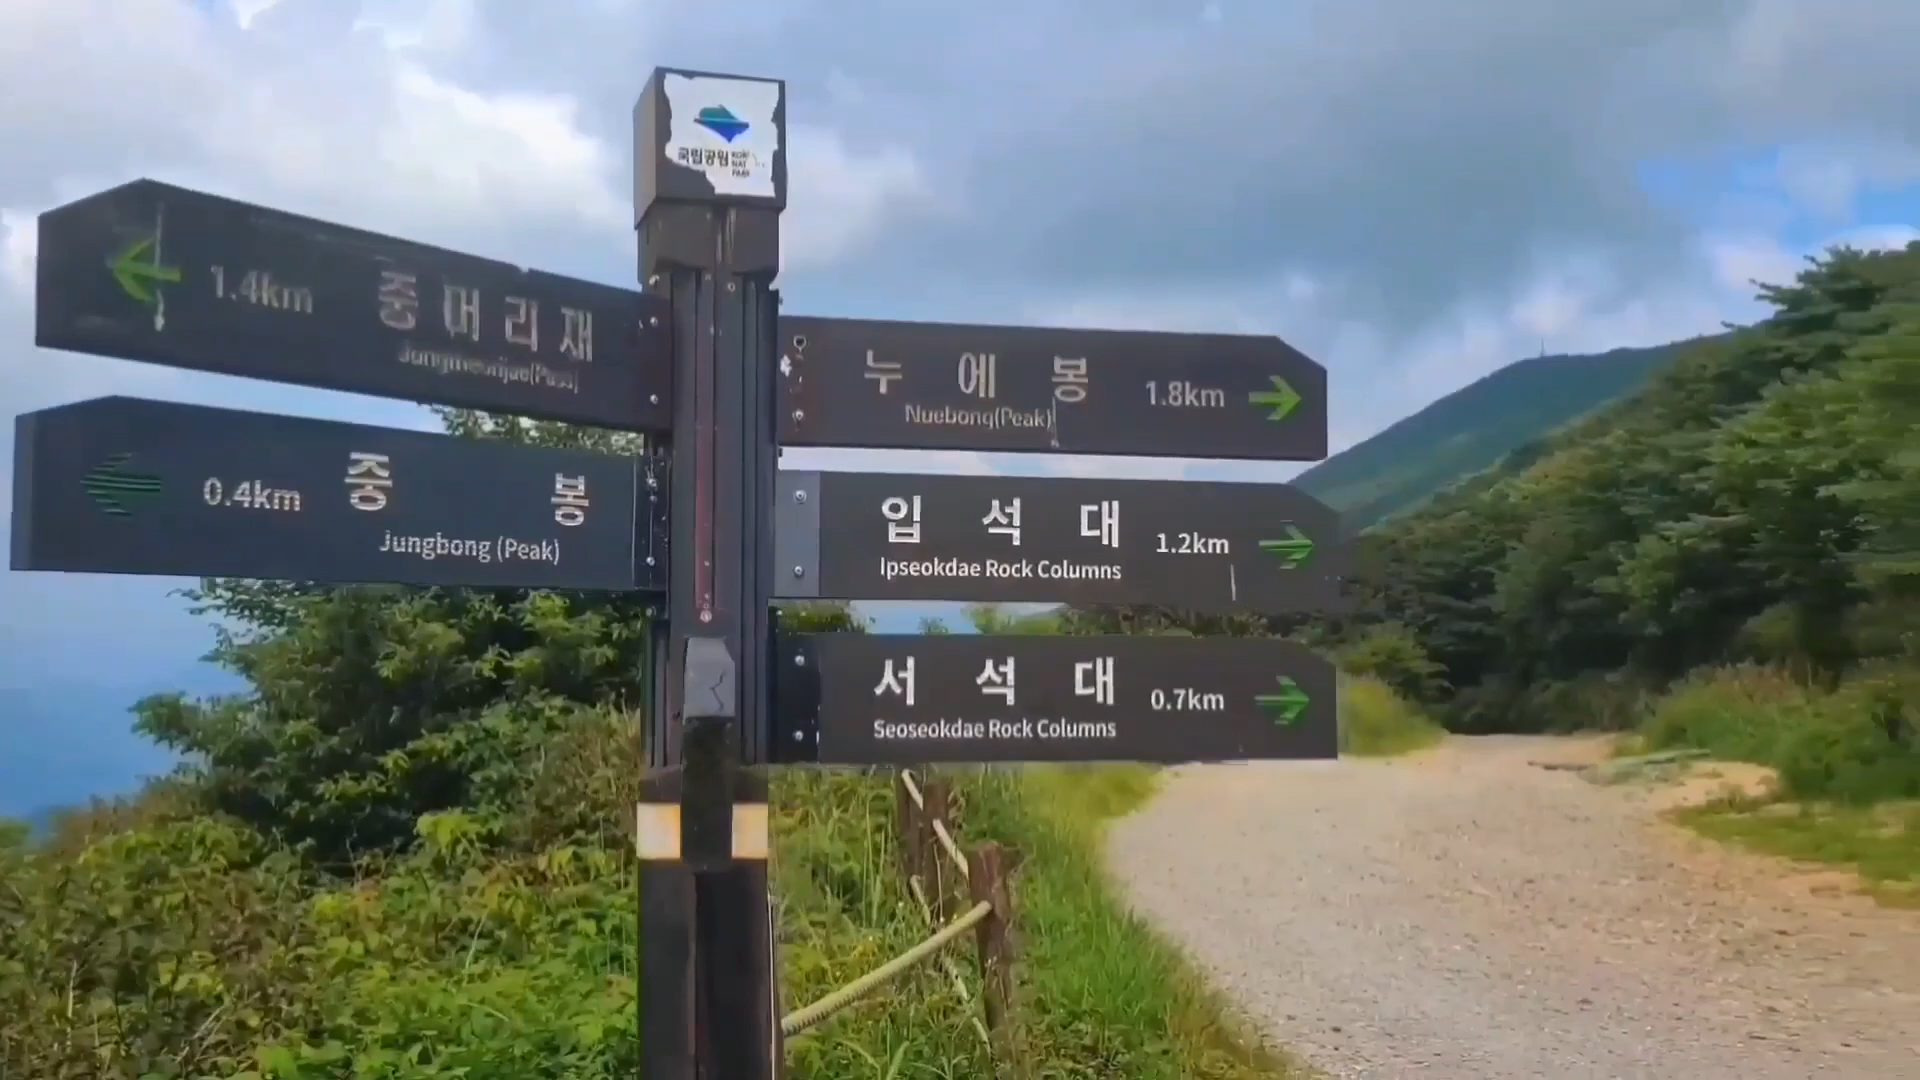 국립공원
1.4km 중머리재
Jungmeorijae(Pass)
0.4km 중 봉
Jungbong (Peak)
누 에 봉 1.8km
Nuebong(Peak)
입 석 대 1.2km
Ipseokdae Rock Columns
서 석 대 0.7km
Seoseokdae Rock Columns